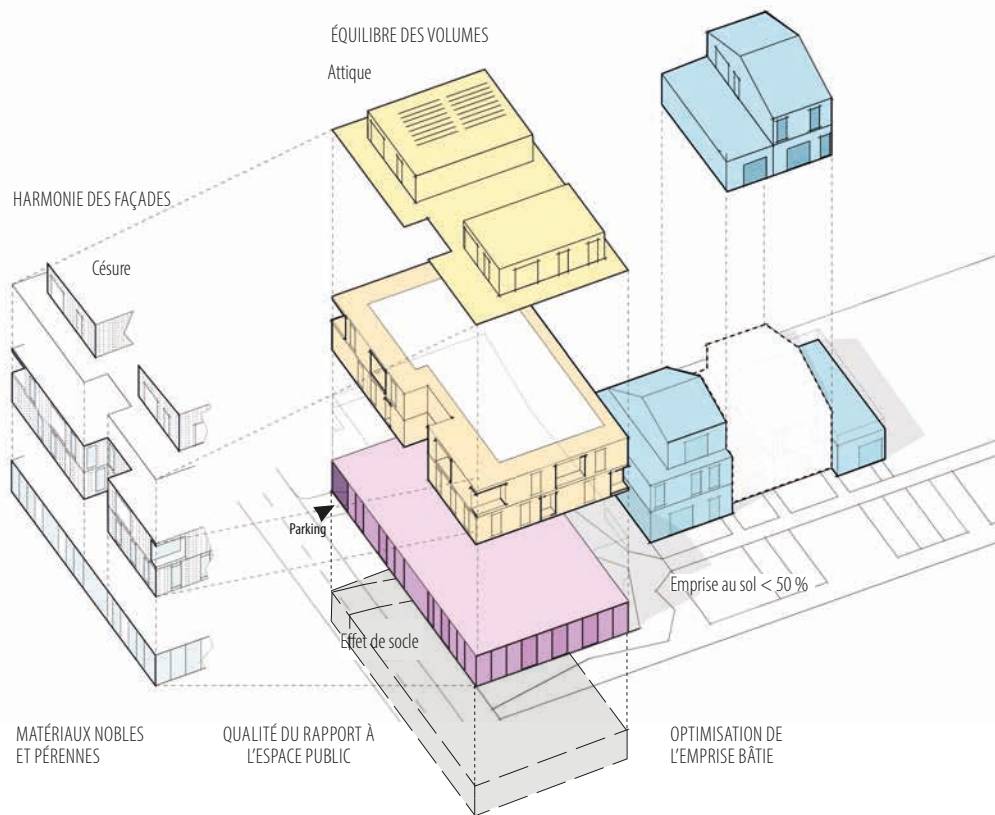 ÉQUILIBRE DES VOLUMES
Attique
HARMONIE DES FAÇADES
Césure
Parking
Emprise au sol < 50 %
Effet de socle
MATÉRIAUX NOBLES
ET PÉRENNES
QUALITÉ DU RAPPORT À
L'ESPACE PUBLIC
OPTIMISATION DE
L'EMPRISE BÂTIE